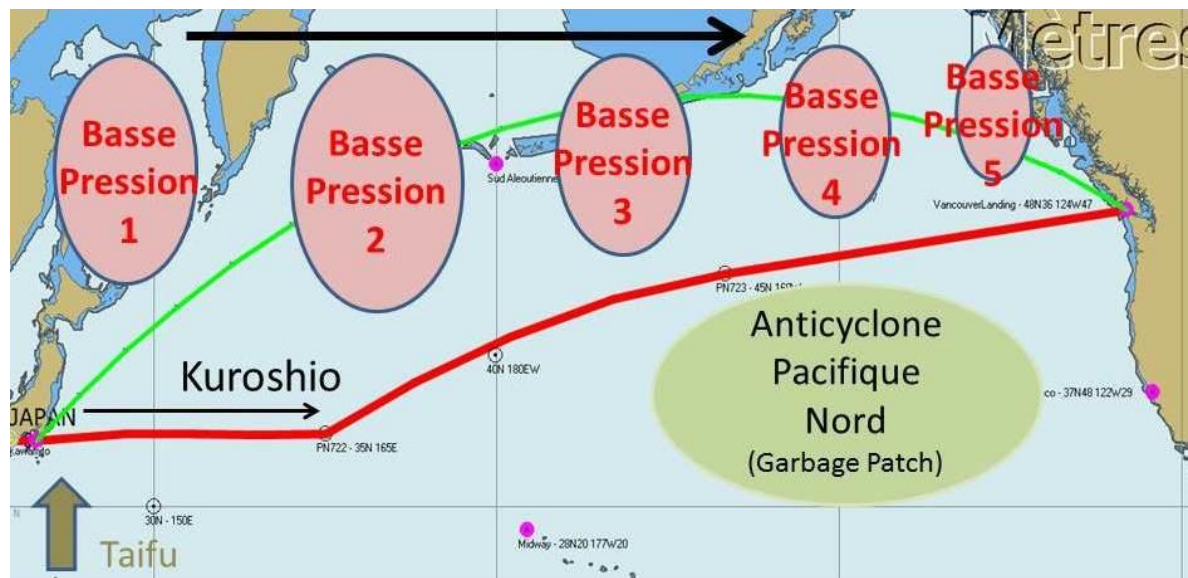 Mètres
Basse
Pression
1
Basse
Pression
2
Basse
Pression
3
Basse
Pression
4
Basse
Pression
5
Sud Aleoutienne
VancouverLanding - 48N36 124W47
PN723 - 45N
Anticyclone
Pacifique
Nord
(Garbage Patch)
Kuroshio
40N 180EW
JAPAN
co - 37N48 122W29
PN722 - 35N 165E
30N - 150E
Taifu
Midway - 28N20 177W20